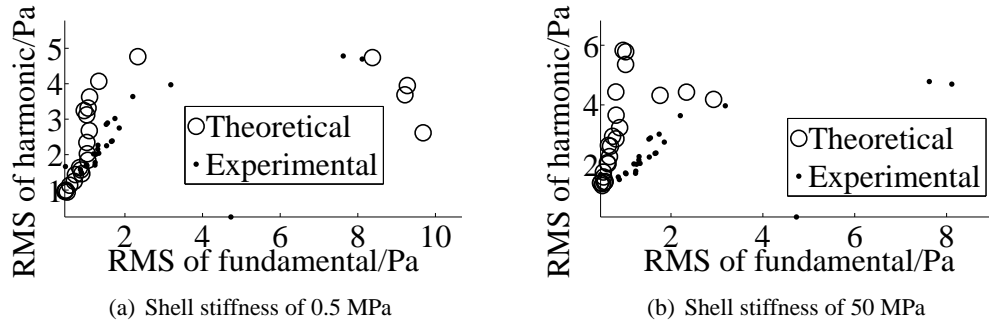 RMS of harmonic/Pa
5
4
3
2
1
Theoretical
Experimental
2 4 6 8 10
RMS of fundamental/Pa
(a) Shell stiffness of 0.5 MPa
RMS of harmonic/Pa
6
4
2
Theoretical
Experimental
2 4 6 8
RMS of fundamental/Pa
(b) Shell stiffness of 50 MPa